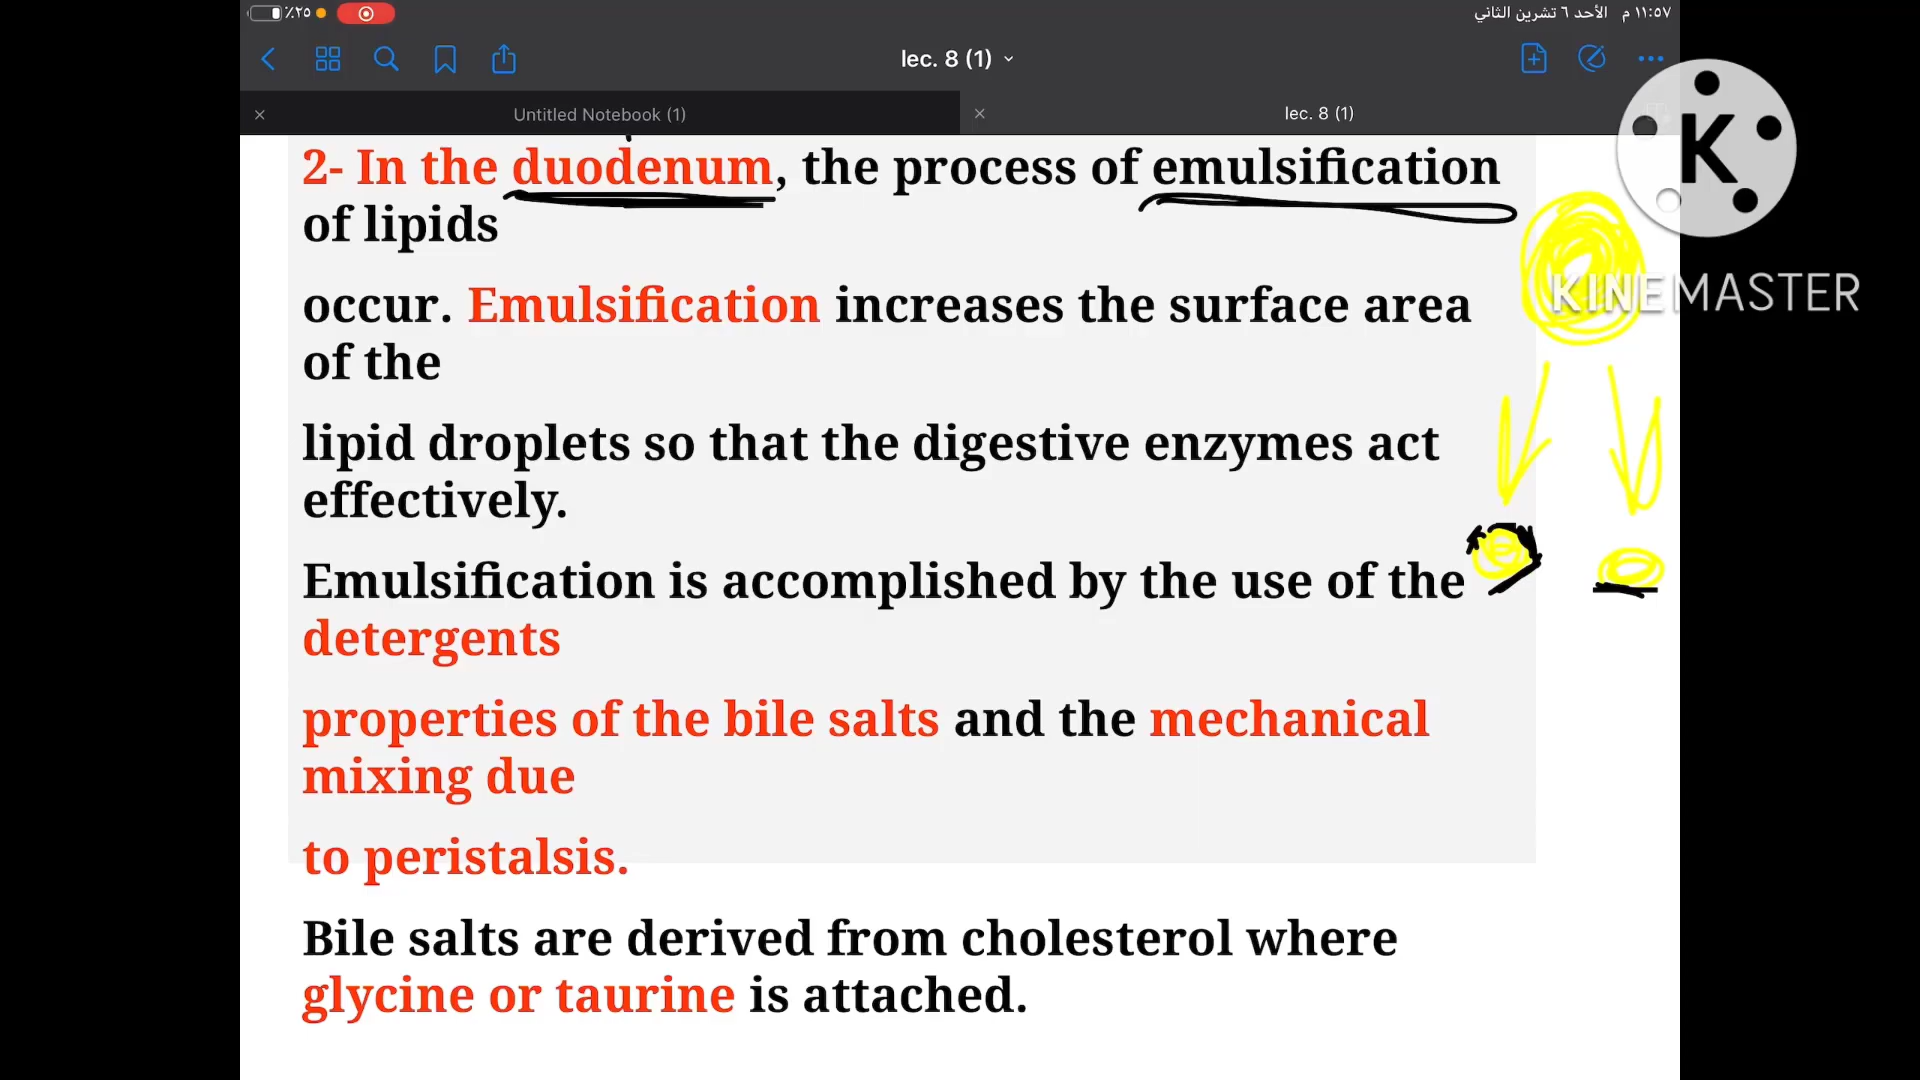 ٪٢٥
١١:٥٧ م الأحد ٦ تشرين الثاني
lec. 8 (1)
Untitled Notebook (1)
lec. 8 (1)
K
KINEMASTER
2- In the duodenum, the process of emulsification
of lipids
occur. Emulsification increases the surface area
of the
lipid droplets so that the digestive enzymes act
effectively.
Emulsification is accomplished by the use of the
detergents
properties of the bile salts and the mechanical
mixing due
to peristalsis.
Bile salts are derived from cholesterol where
glycine or taurine is attached.